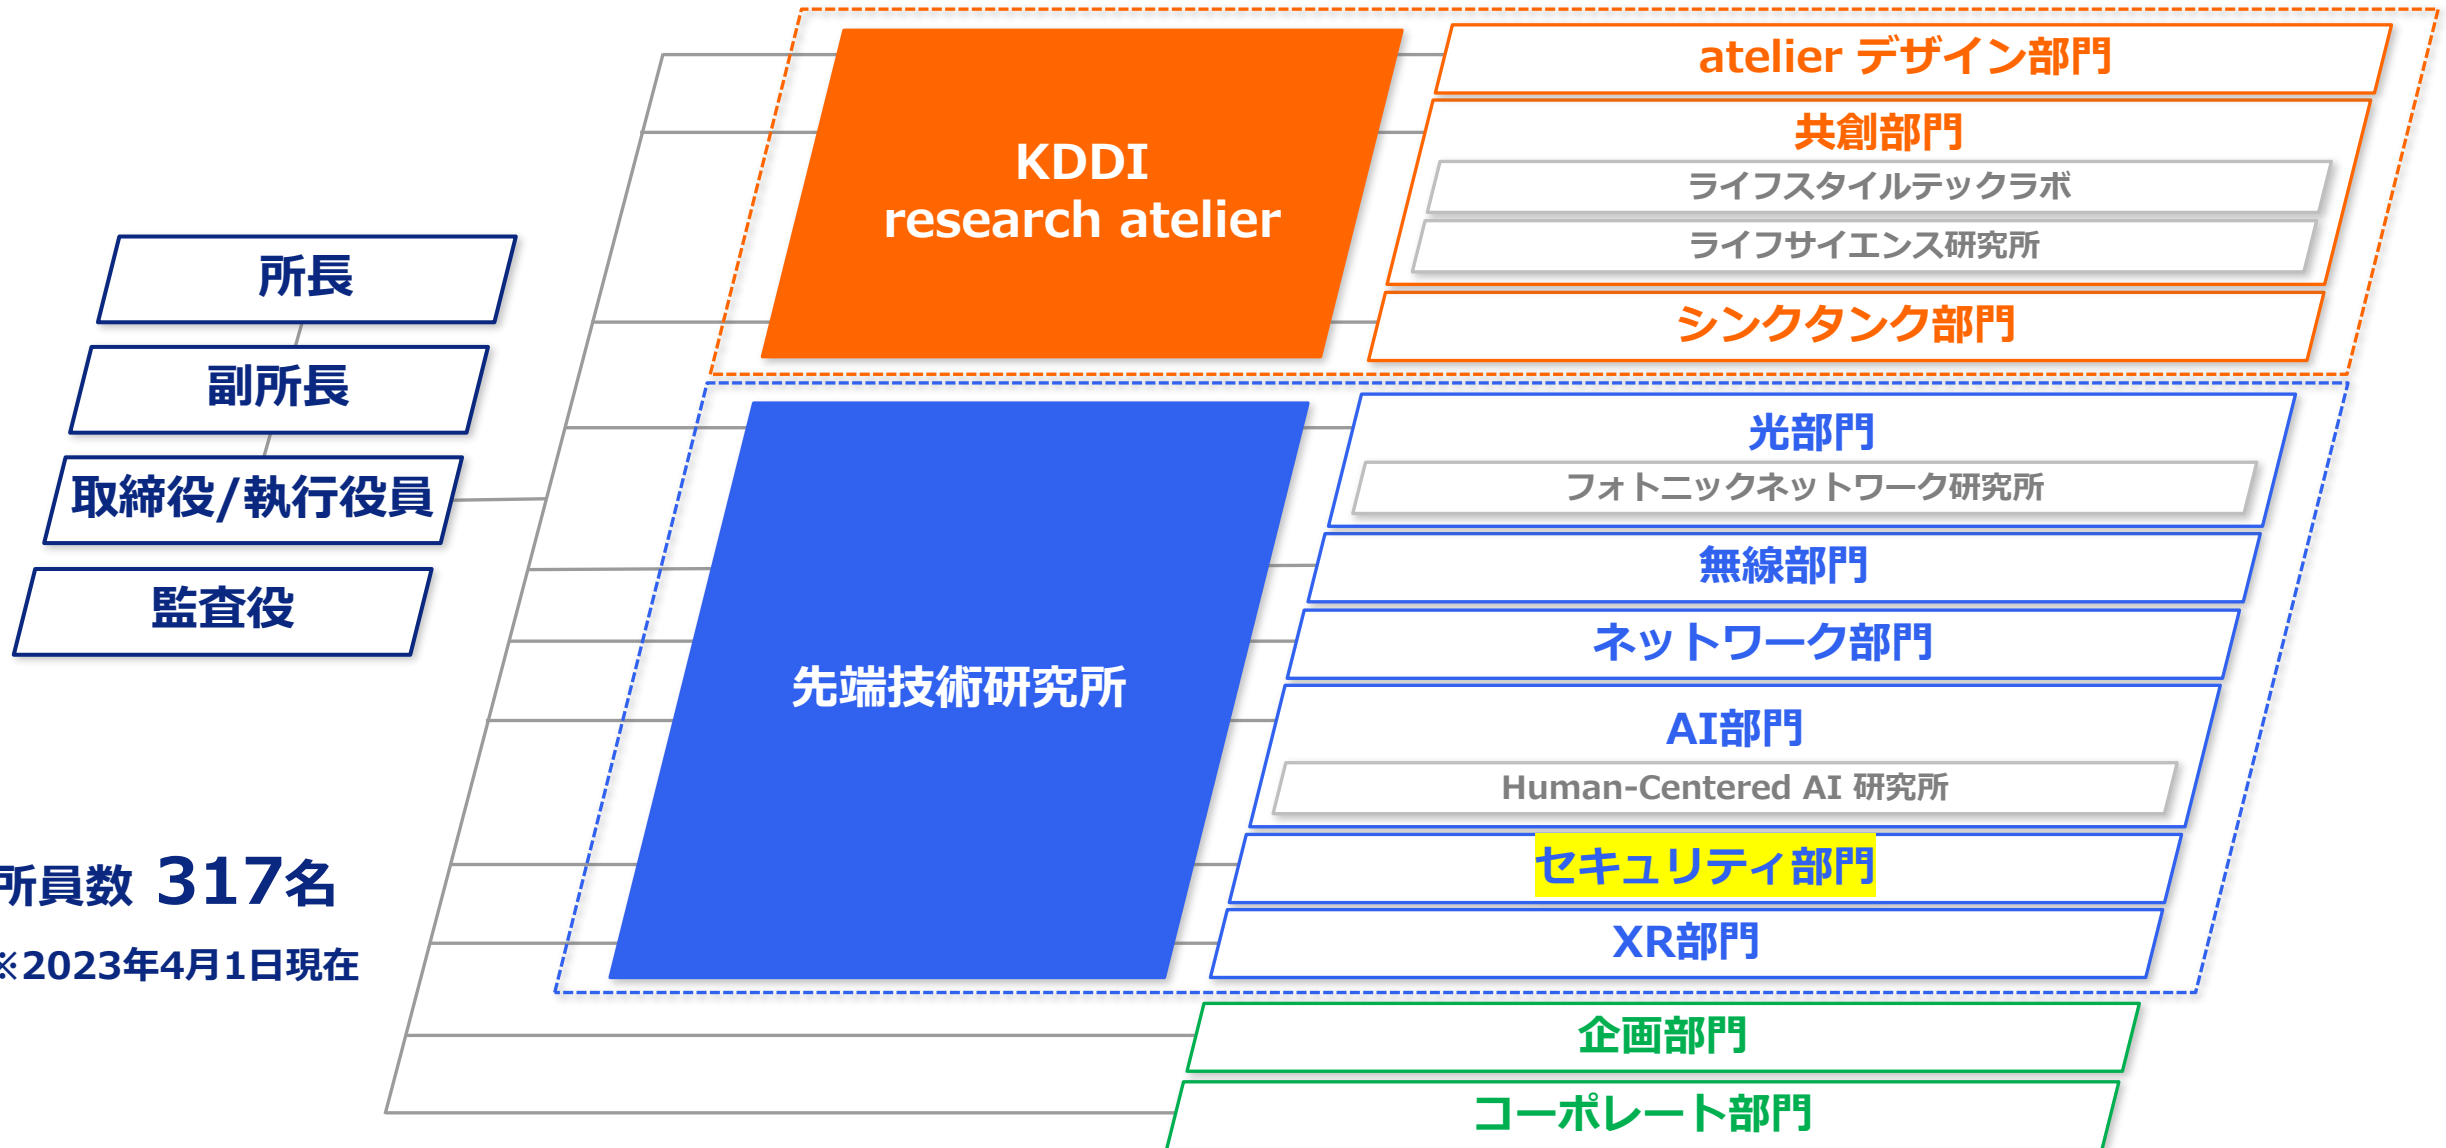 所長
副所長
取締役/執行役員
監査役
所員数 317名
※2023年4月1日現在
KDDI
research atelier
atelier デザイン部門
共創部門
ライフスタイルテックラボ
ライフサイエンス研究所
シンクタンク部門
先端技術研究所
光部門
フォトニックネットワーク研究所
無線部門
ネットワーク部門
AI部門
Human-Centered AI 研究所
セキュリティ部門
XR部門
企画部門
コーポレート部門